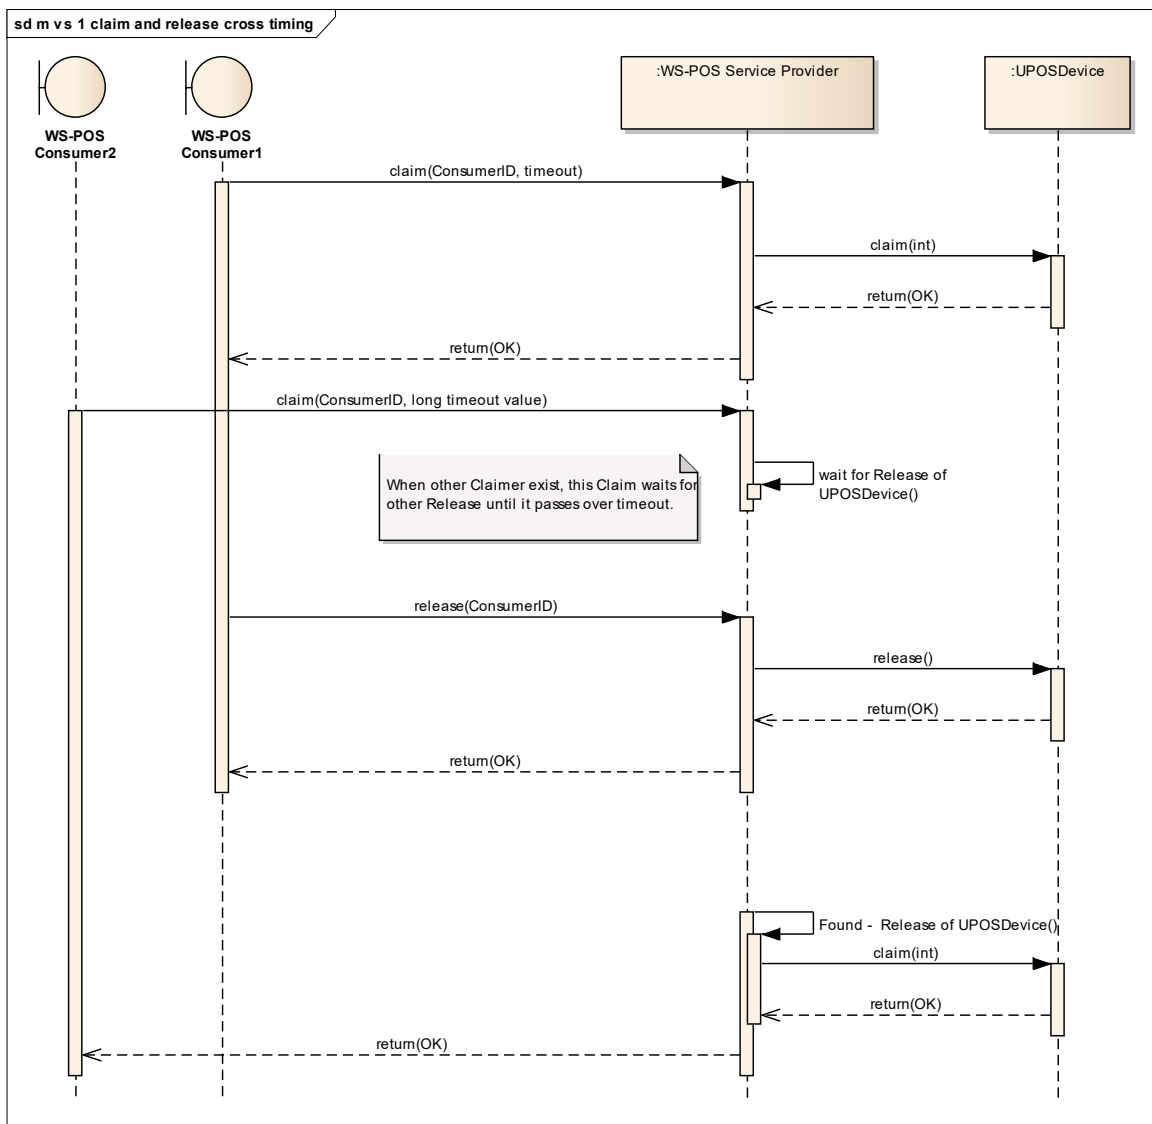 sd m v s 1 claim and release cross timing
WS-POS
Consumer2
WS-POS
Consumer1
:WS-POS Service Provider
:UPOSDevice
claim(ConsumerID, timeout)
claim(int)
return(OK)
return(OK)
claim(ConsumerID, long timeout value)
wait for Release of
UPOSDevice()
When other Claimer exist, this Claim waits for
other Release until it passes over timeout.
release(ConsumerID)
release()
return(OK)
return(OK)
Found -  Release of UPOSDevice()
claim(int)
return(OK)
return(OK)